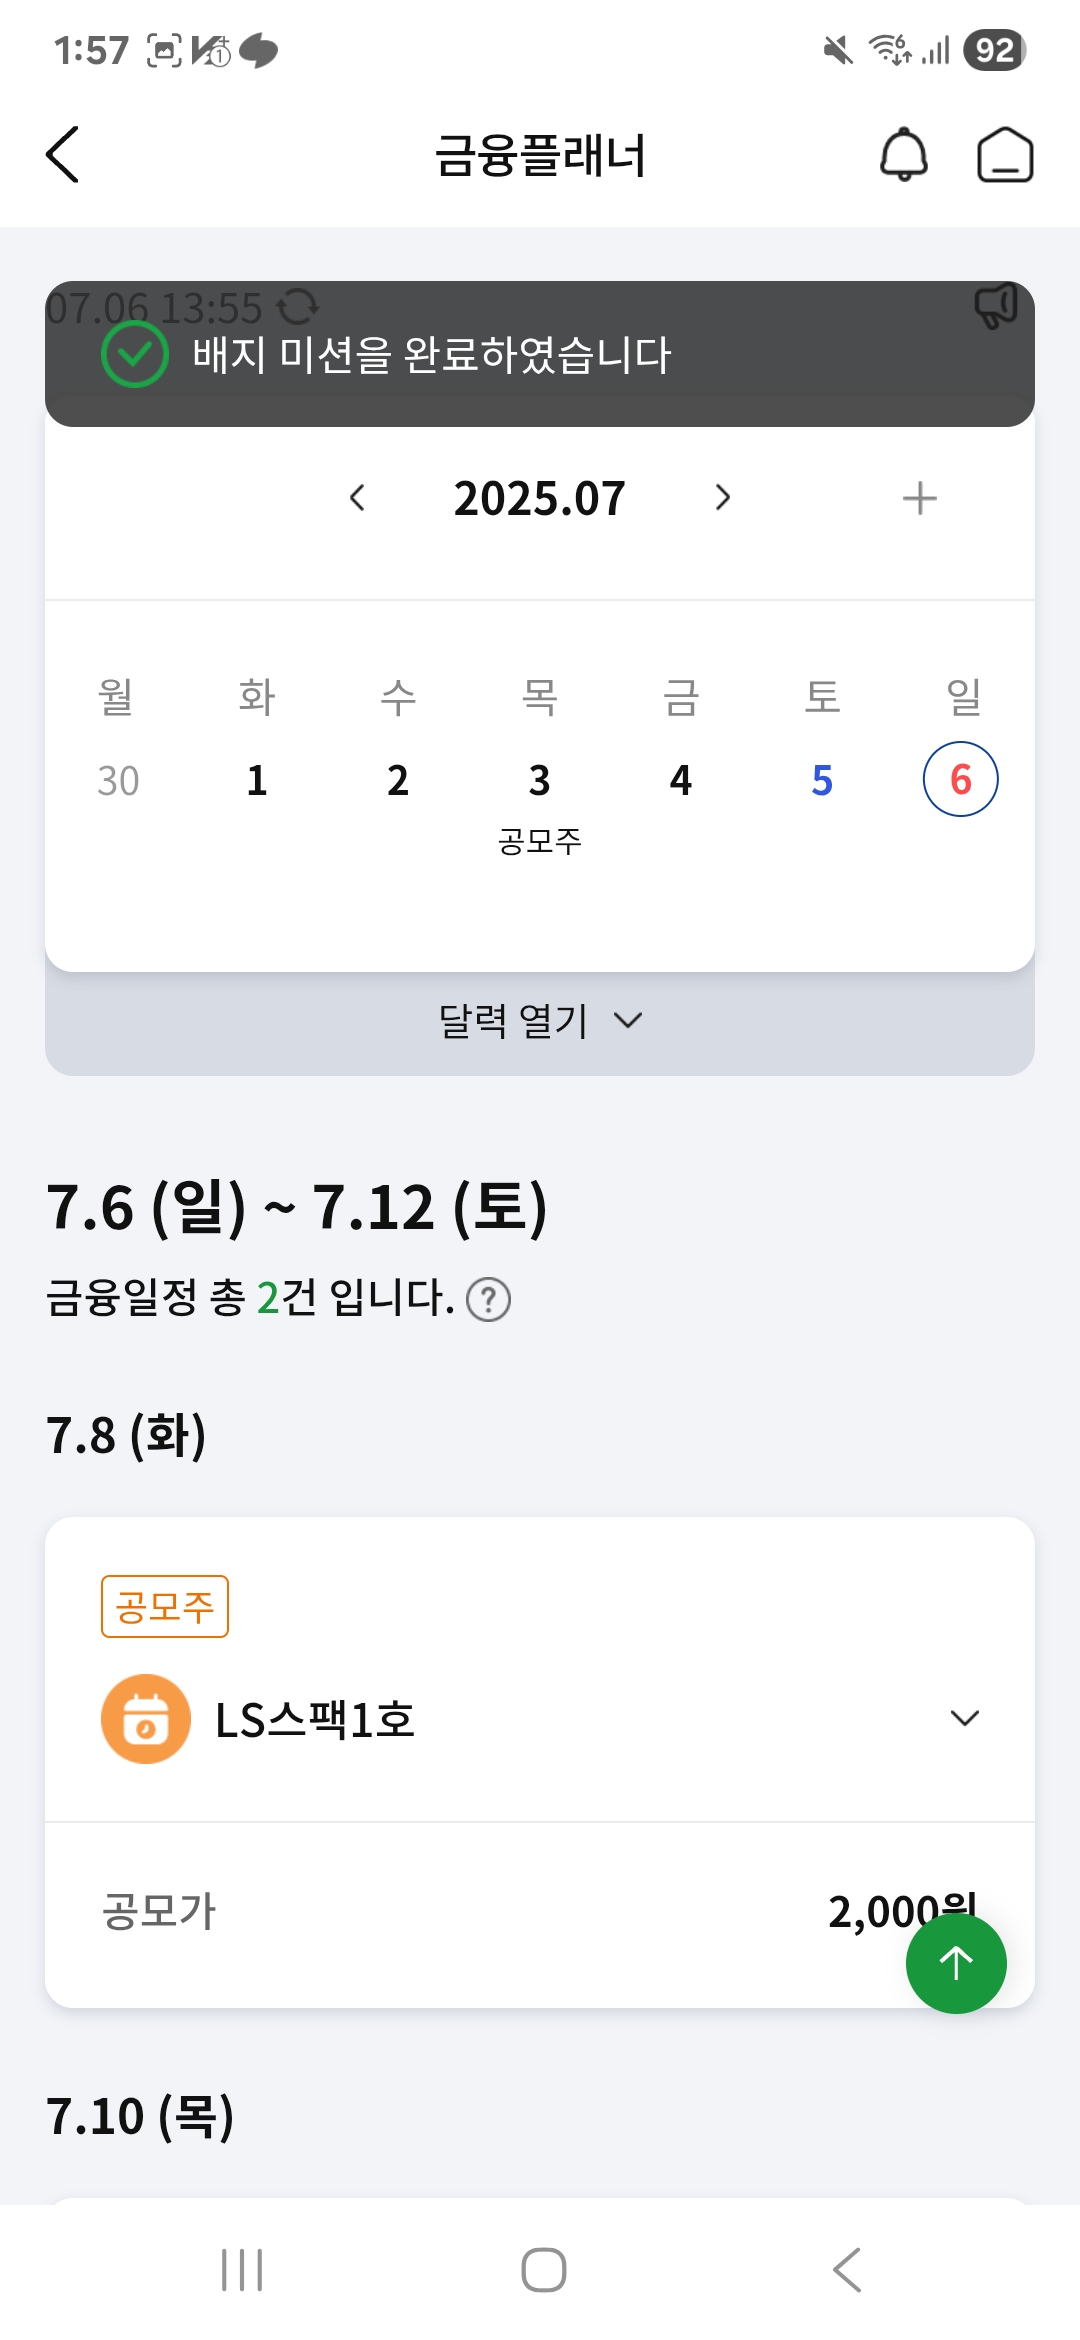 1:57
92
금융플래너
07.06 13:55
배지 미션을 완료하였습니다
2025.07
월 화 수 목 금 토 일
30 1 2 3 4 5 6
공모주
달력 열기
7.6 (일) ~ 7.12 (토)
금융일정 총 2건 입니다.
7.8 (화)
공모주
LS스팩1호
공모가 2,000원
7.10 (목)